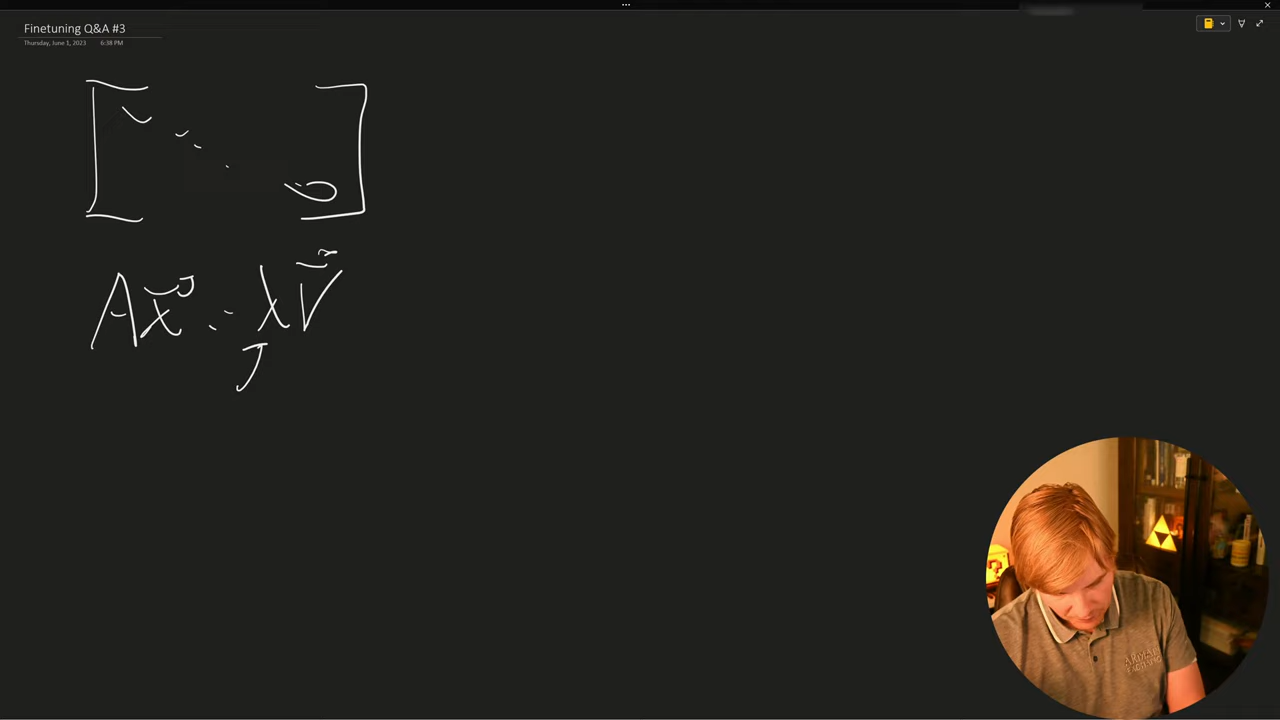 Finetuning Q&A #3
Thursday, June 1, 2023 6:38 PM
Ax⃗ = λv⃗